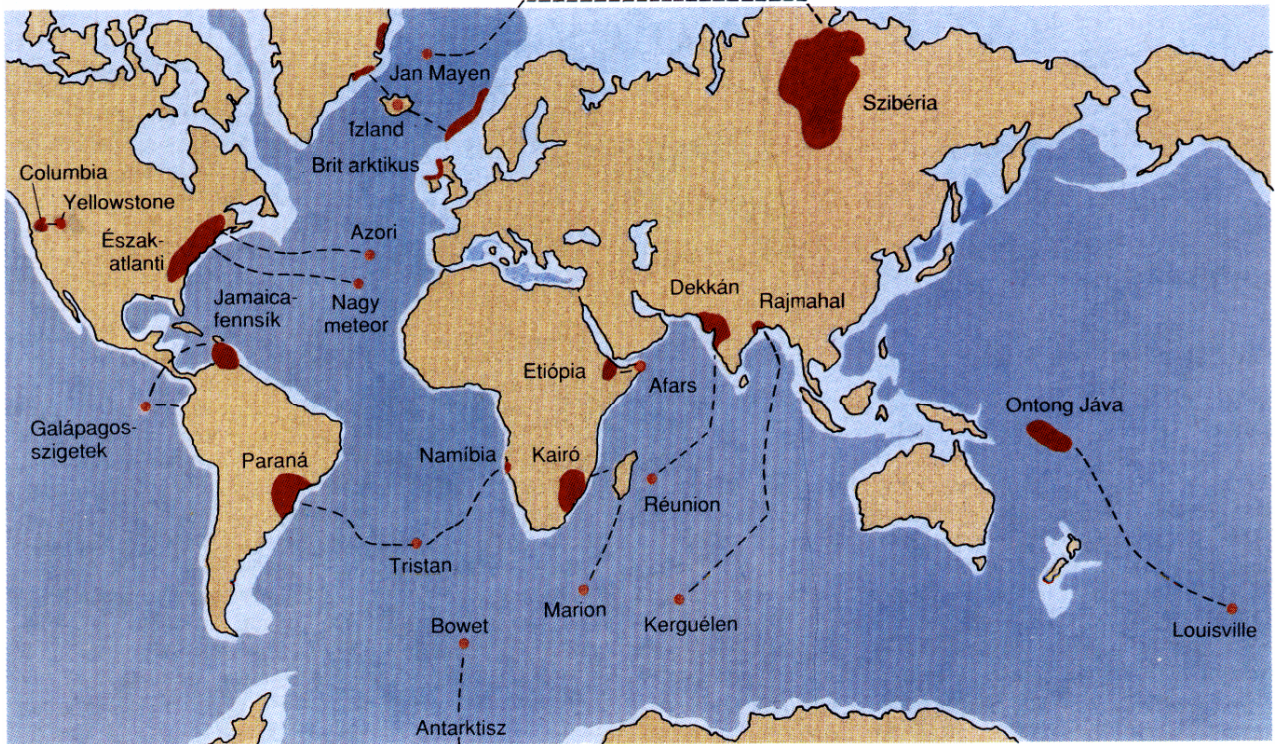 Jan Mayen
Szibéria
Ízland
Brit arktikus
Columbia
Yellowstone
Észak-
atlanti
Azori
Nagy
meteor
Jamaica-
fennsík
Dekkán
Rajmahal
Etiópia
Afars
Galápagos-
szigetek
Ontong Jáva
Paraná
Namíbia
Kairó
Réunion
Tristan
Marion
Kerguélen
Bowet
Louisville
Antarktisz